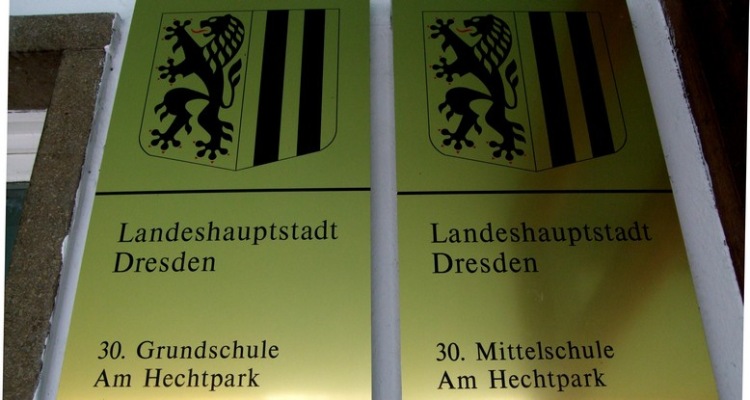 Landeshauptstadt
Dresden
30. Grundschule
Am Hechtpark
Landeshauptstadt
Dresden
30. Mittelschule
Am Hechtpark